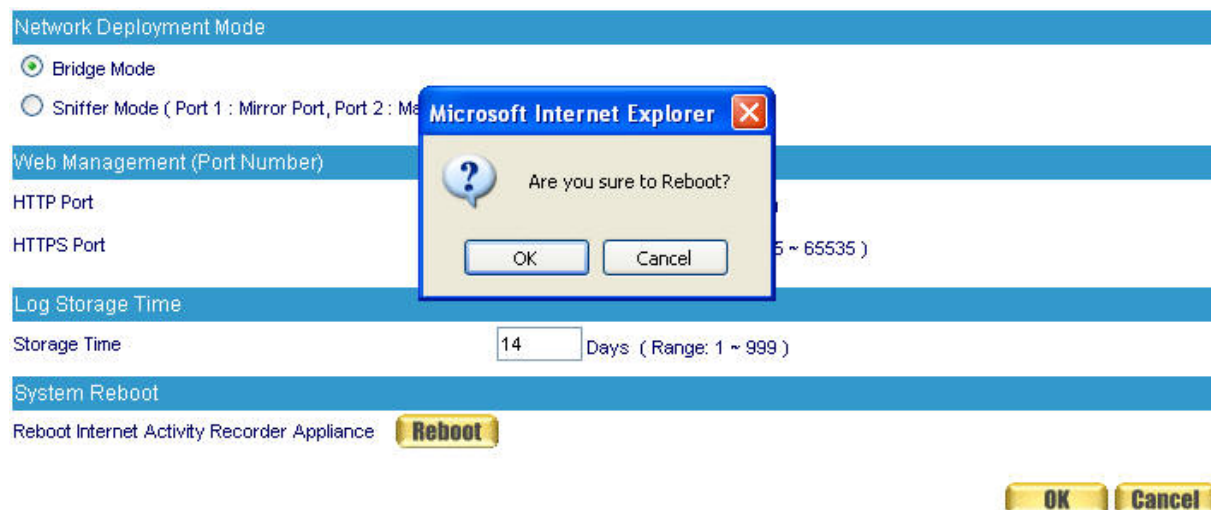 Network Deployment Mode
Bridge Mode
Sniffer Mode ( Port 1 : Mirror Port, Port 2 :
Microsoft Internet Explorer
Are you sure to Reboot?
OK Cancel
Web Management (Port Number)
HTTP Port
HTTPS Port ~ 65535 )
Log Storage Time
Storage Time 14 Days ( Range: 1 ~ 999 )
System Reboot
Reboot Internet Activity Recorder Appliance Reboot
OK Cancel